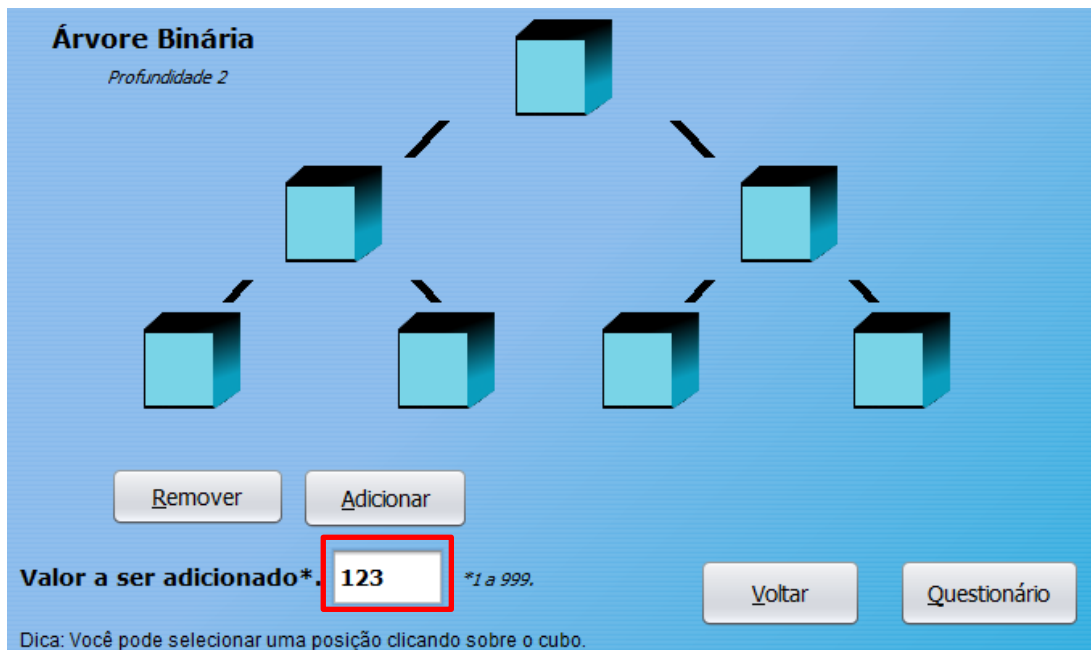 Árvore Binária
Profundidade 2
Remover
Adicionar
Valor a ser adicionado*.
123
*1 a 999.
Voltar
Questionário
Dica: Você pode selecionar uma posição clicando sobre o cubo.